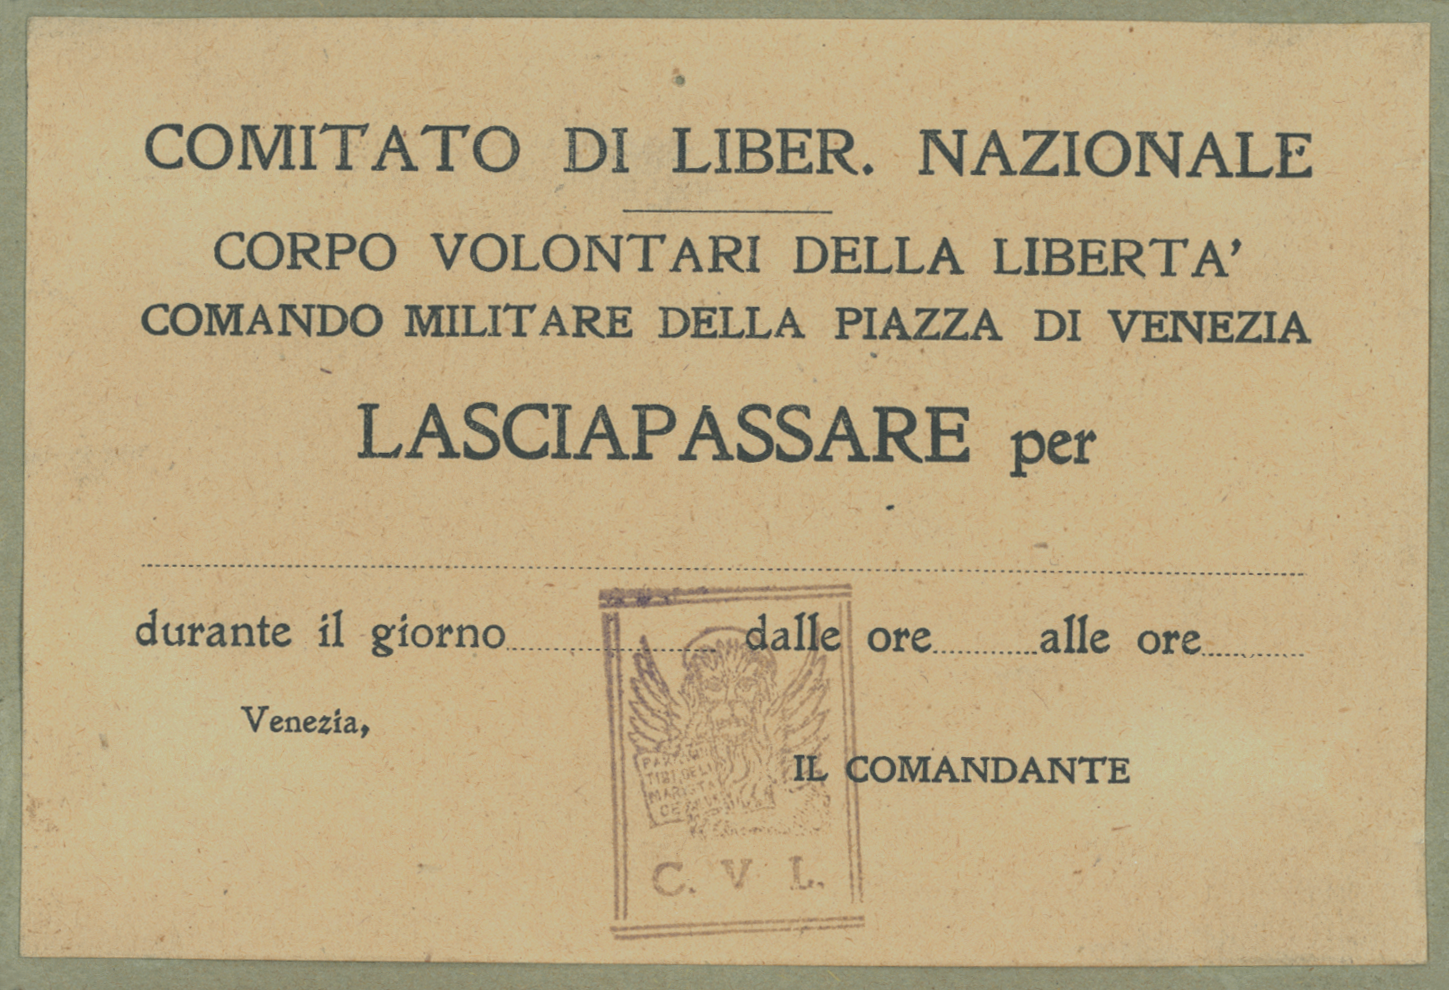 COMITATO DI LIBER. NAZIONALE
CORPO VOLONTARI DELLA LIBERTA'
COMANDO MILITARE DELLA PIAZZA DI VENEZIA
LASCIAPASSARE per
durante il giorno dalle ore alle ore
Venezia,
IL COMANDANTE
C. V. L.